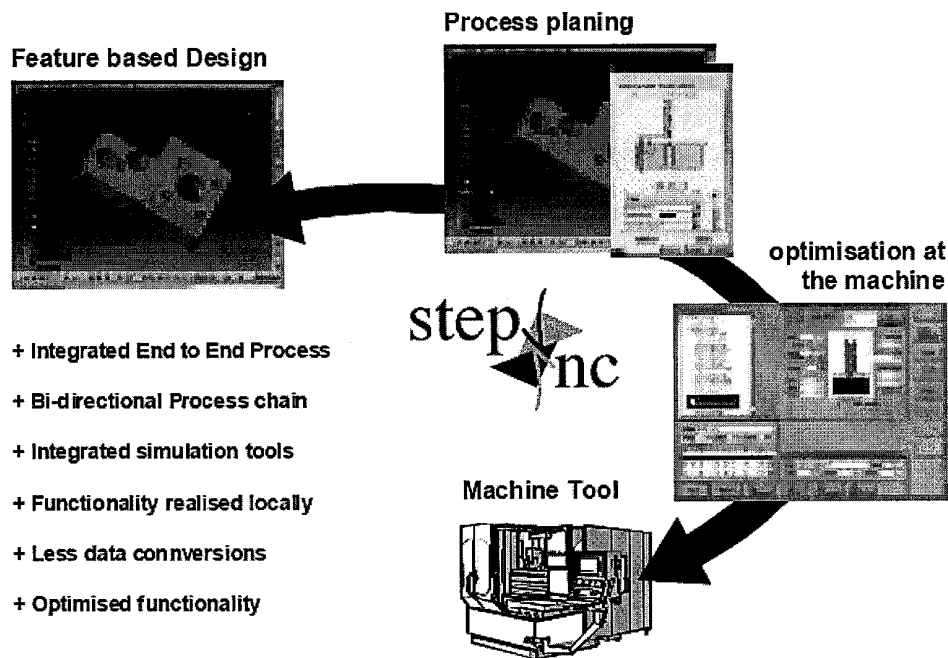 Process planing
Feature based Design
optimisation at
the machine
step
nc
+ Integrated End to End Process
+ Bi-directional Process chain
+ Integrated simulation tools
+ Functionality realised locally
+ Less data connversions
+ Optimised functionality
Machine Tool